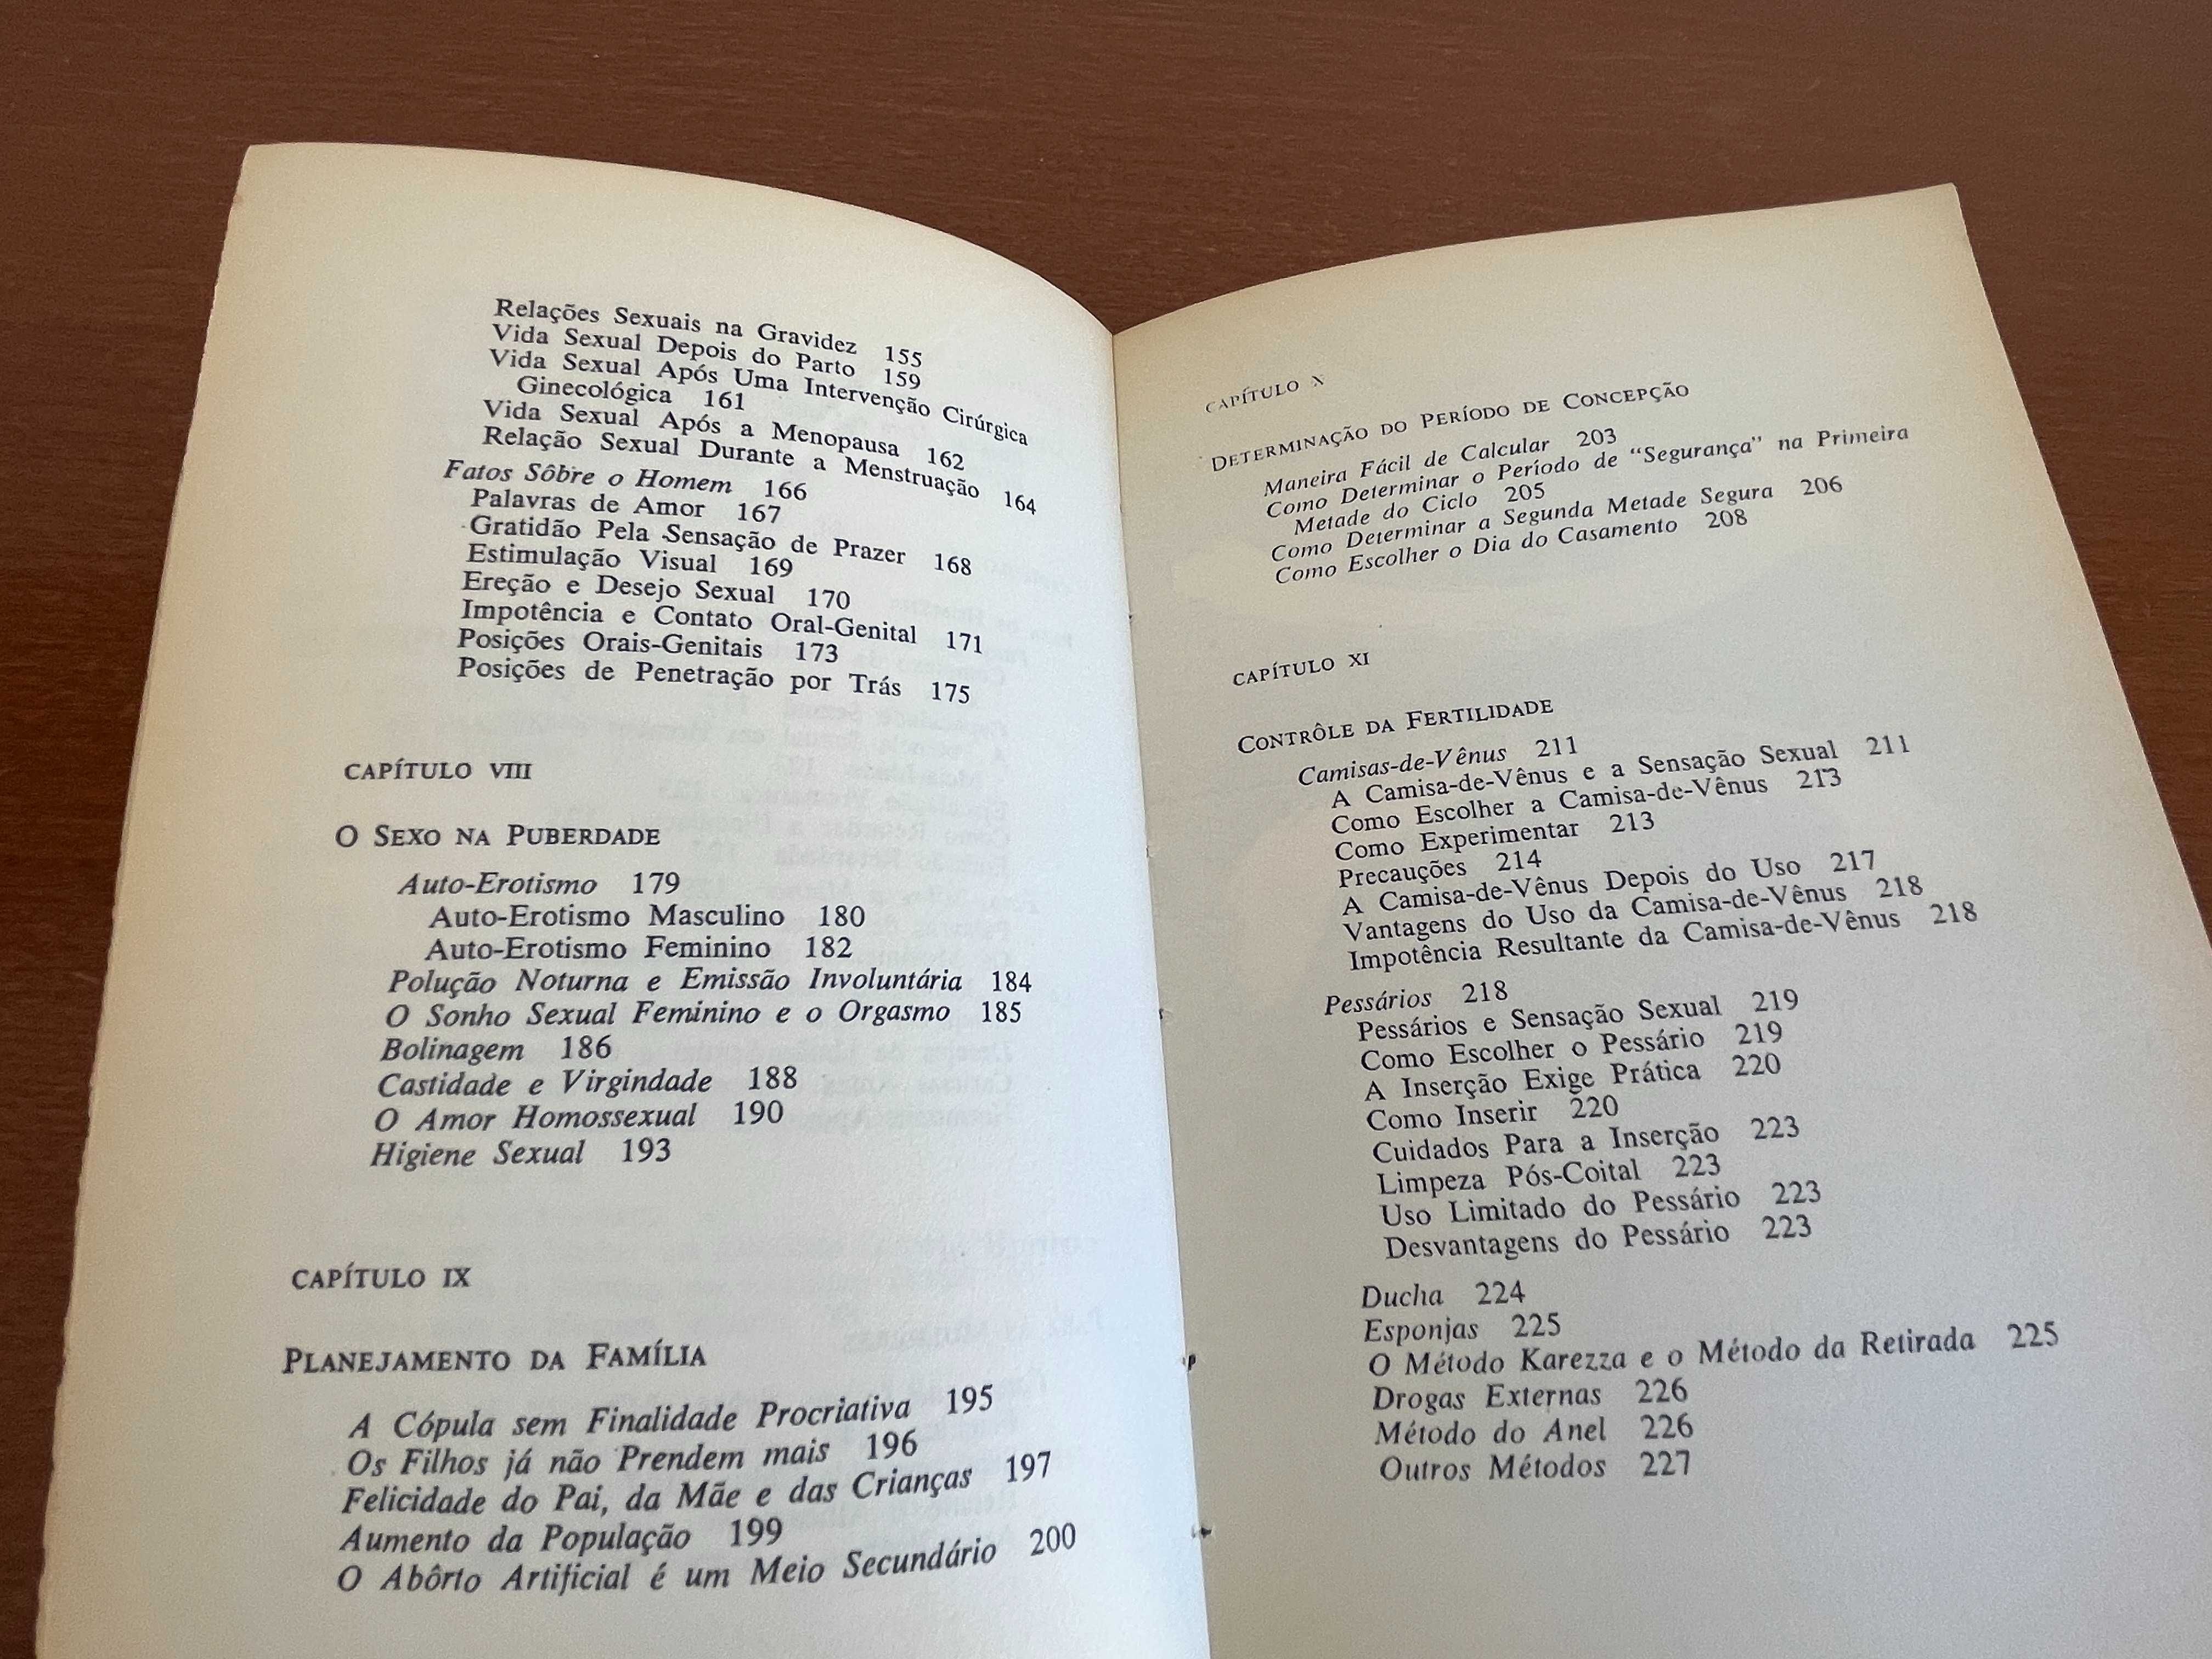 Relações Sexuais na Gravidez 155
Vida Sexual Depois do Parto 159
Vida Sexual Após Uma Intervenção Cirúrgica
Ginecológica 161
Vida Sexual Após a Menopausa 162
Relação Sexual Durante a Menstruação 164
Fatos Sôbre o Homem 166
Palavras de Amor 167
Gratidão Pela Sensação de Prazer 168
Estimulação Visual 169
Ereção e Desejo Sexual 170
Impotência e Contato Oral-Genital 171
Posições Orais-Genitais 173
Posições de Penetração por Trás 175
CAPÍTULO VIII
O SEXO NA PUBERDADE
Auto-Erotismo 179
Auto-Erotismo Masculino 180
Auto-Erotismo Feminino 182
Polução Noturna e Emissão Involuntária 184
O Sonho Sexual Feminino e o Orgasmo 185
Bolinagem 186
Castidade e Virgindade 188
O Amor Homossexual 190
Higiene Sexual 193
CAPÍTULO IX
PLANEJAMENTO DA FAMÍLIA
A Cópula sem Finalidade Procriativa 195
Os Filhos já não Prendem mais 196
Felicidade do Pai, da Mãe e das Crianças 197
Aumento da População 199
O Abôrto Artificial é um Meio Secundário 200
CAPÍTULO X
DETERMINAÇÃO DO PERÍODO DE CONCEPÇÃO
Maneira Fácil de Calcular 203
Como Determinar o Período de "Segurança" na Primeira
Metade do Ciclo 205
Como Determinar a Segunda Metade Segura 206
Como Escolher o Dia do Casamento 208
CAPÍTULO XI
CONTRÔLE DA FERTILIDADE
Camisas-de-Vênus 211
A Camisa-de-Vênus e a Sensação Sexual 211
Como Escolher a Camisa-de-Vênus 213
Como Experimentar 213
Precauções 214
A Camisa-de-Vênus Depois do Uso 217
Vantagens do Uso da Camisa-de-Vênus 218
Impotência Resultante da Camisa-de-Vênus 218
Pessários 218
Pessários e Sensação Sexual 219
Como Escolher o Pessário 219
A Inserção Exige Prática 220
Como Inserir 220
Cuidados Para a Inserção 223
Limpeza Pós-Coital 223
Uso Limitado do Pessário 223
Desvantagens do Pessário 223
Ducha 224
Esponjas 225
O Método Karezza e o Método da Retirada 225
Drogas Externas 226
Método do Anel 226
Outros Métodos 227